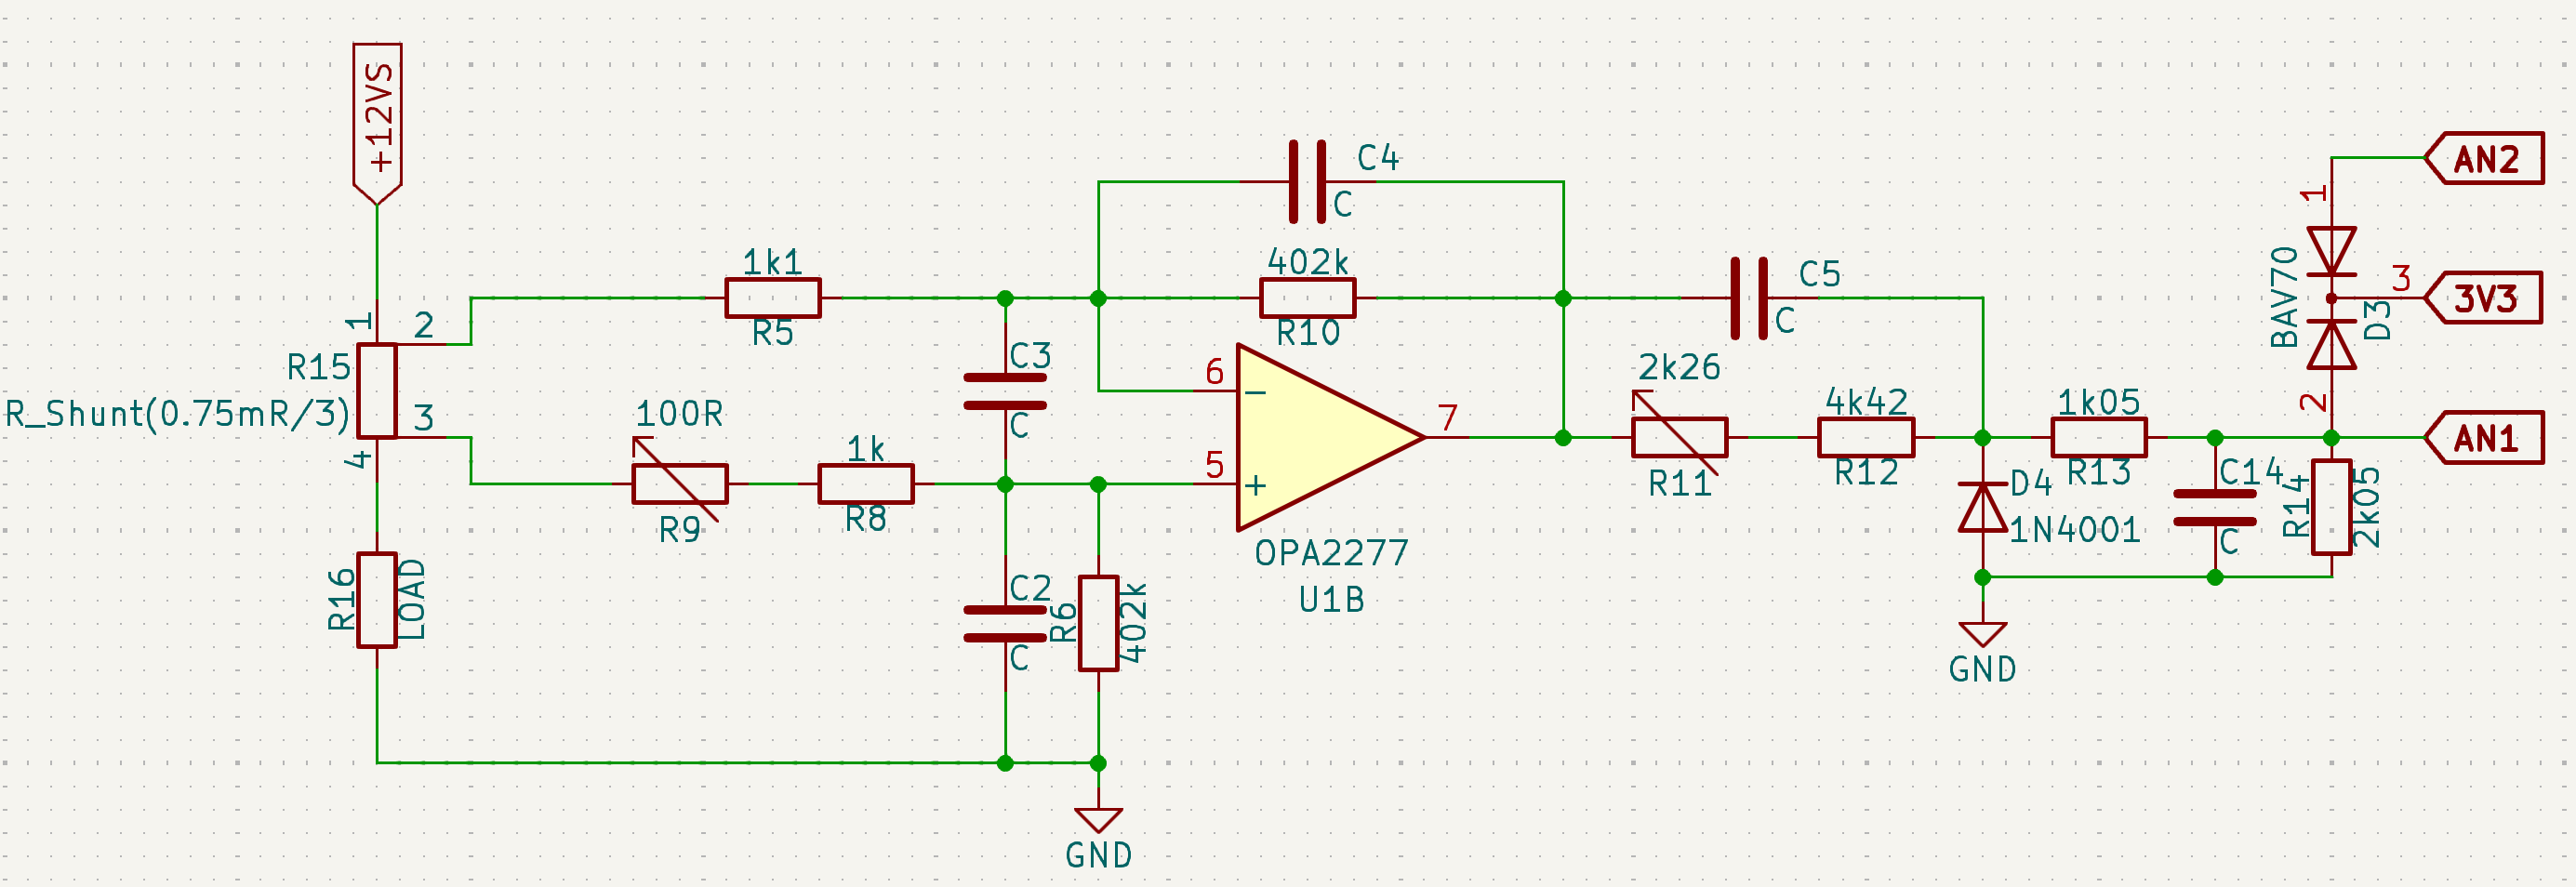 +12VS
1
2
R15
R_Shunt(0.75mR/3)
3
4
R16
LOAD
1k1
R5
100R
R9
1k
R8
C3
C
C2
C
R6
402k
GND
C4
C
402k
R10
6
5
7
OPA2277
U1B
C5
C
2k26
R11
4k42
R12
D4
1N4001
GND
1k05
R13
C14
C
R14
2k05
BAV70
D3
1
3
2
AN2
3V3
AN1